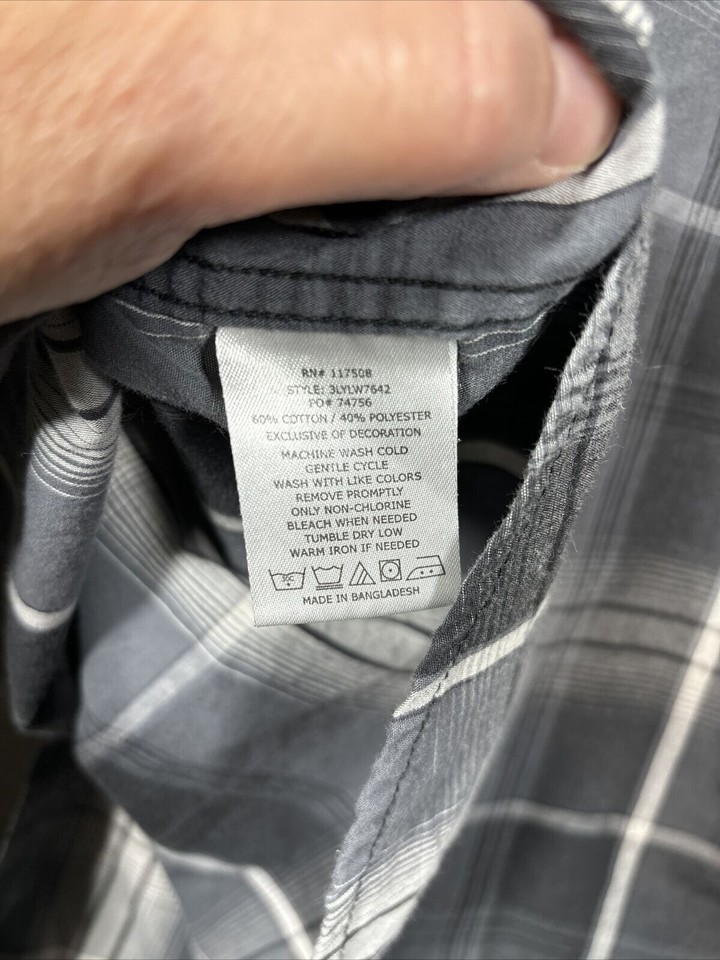 RN# 117508
STYLE: 3LYLW7642
PO# 74756
60% COTTON / 40% POLYESTER
EXCLUSIVE OF DECORATION
MACHINE WASH COLD
GENTLE CYCLE
WASH WITH LIKE COLORS
REMOVE PROMPTLY
ONLY NON-CHLORINE
BLEACH WHEN NEEDED
TUMBLE DRY LOW
WARM IRON IF NEEDED
30C
MADE IN BANGLADESH